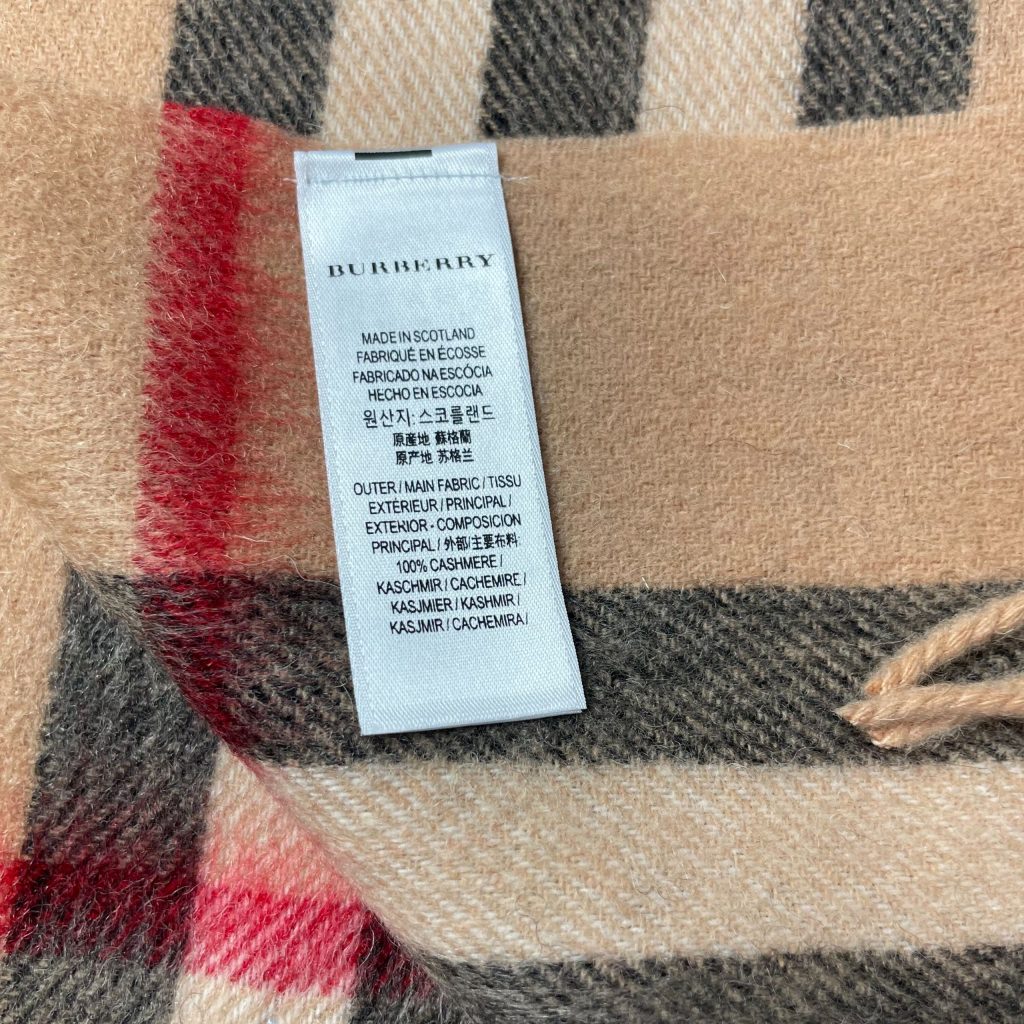 BURBERRY
MADE IN SCOTLAND
FABRIQUÉ EN ÉCOSSE
FABRICADO NA ESCÓCIA
HECHO EN ESCOCIA
원산지: 스코틀랜드
原產地 蘇格蘭
原产地 苏格兰
OUTER / MAIN FABRIC / TISSU
EXTÉRIEUR / PRINCIPAL /
EXTERIOR - COMPOSICION
PRINCIPAL / 外部/主要布料
100% CASHMERE /
KASCHMIR / CACHEMIRE /
KASJMIER / KASHMIR /
KASJMIR / CACHEMIRA /